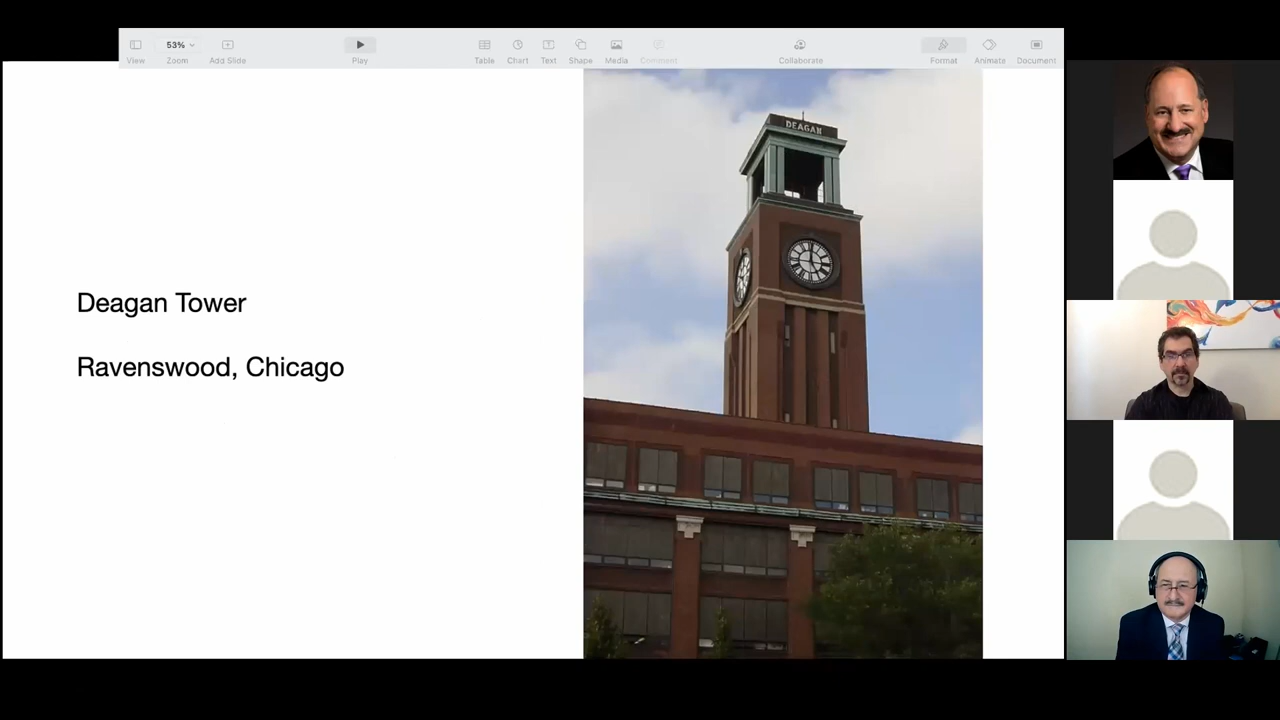 53%
View
Zoom
Add Slide
Play
Table
Chart
Text
Shape
Media
Comment
Collaborate
Format
Animate
Document
DEAGAN
Deagan Tower
Ravenswood, Chicago